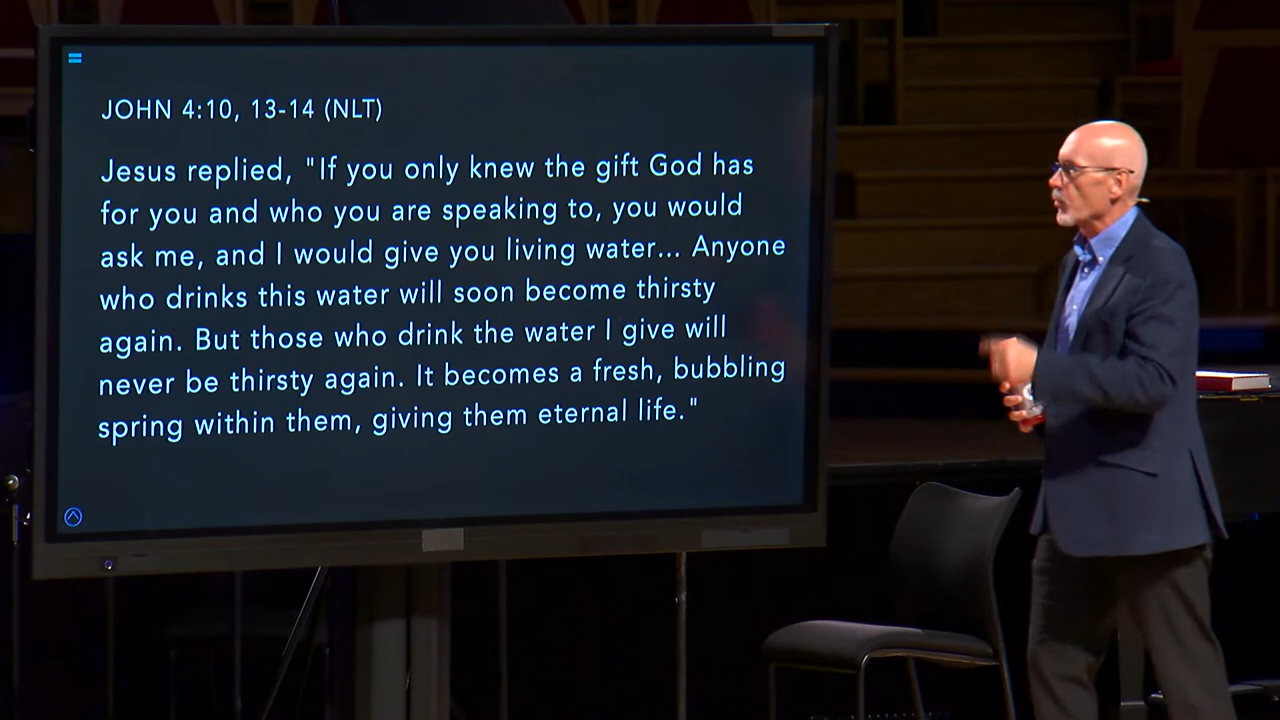 JOHN 4:10, 13-14 (NLT)
Jesus replied, "If you only knew the gift God has
for you and who you are speaking to, you would
ask me, and I would give you living water... Anyone
who drinks this water will soon become thirsty
again. But those who drink the water I give will
never be thirsty again. It becomes a fresh, bubbling
spring within them, giving them eternal life."